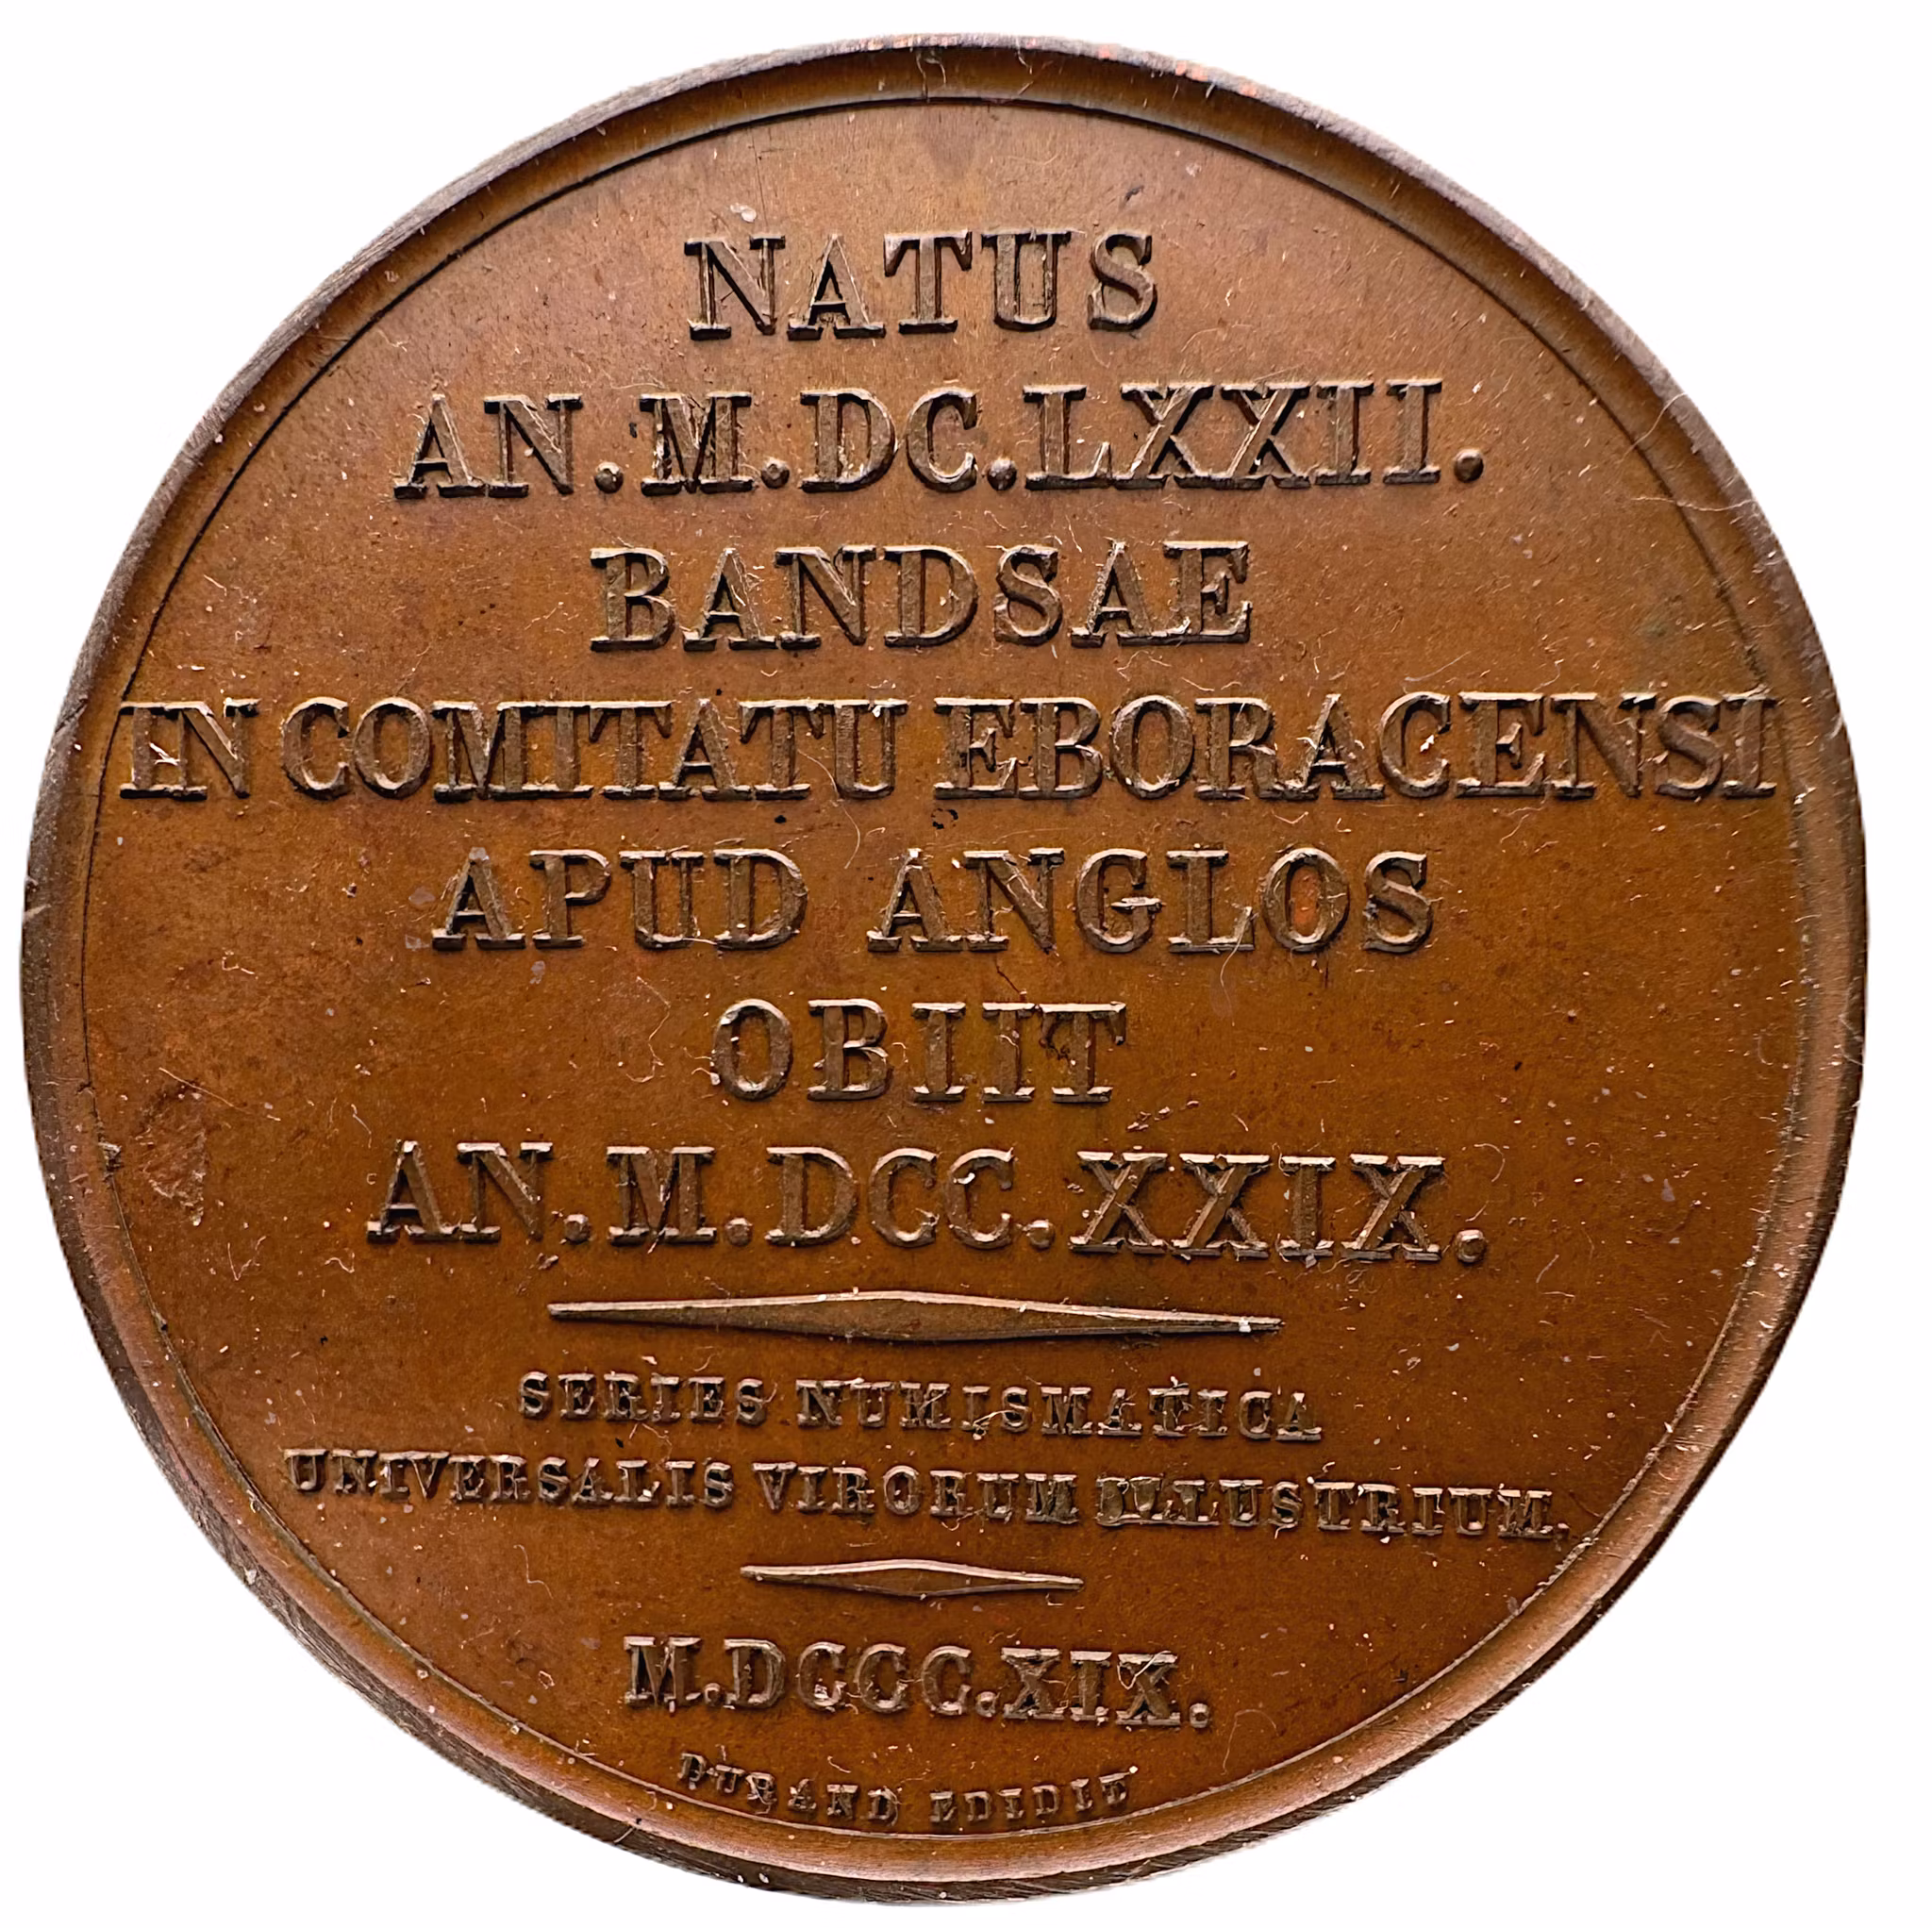 NATUS
AN.M.DC.LXXII.
BANDSAE
IN COMITATU EBORACENSI
APUD ANGLOS
OBIIT
AN.M.DCC.XXIX.
SERIES NUMISMATICA
UNIVERSALIS VIRORUM ILLUSTRIUM.
M.DCCC.XIX.
DURAND EDIDIT